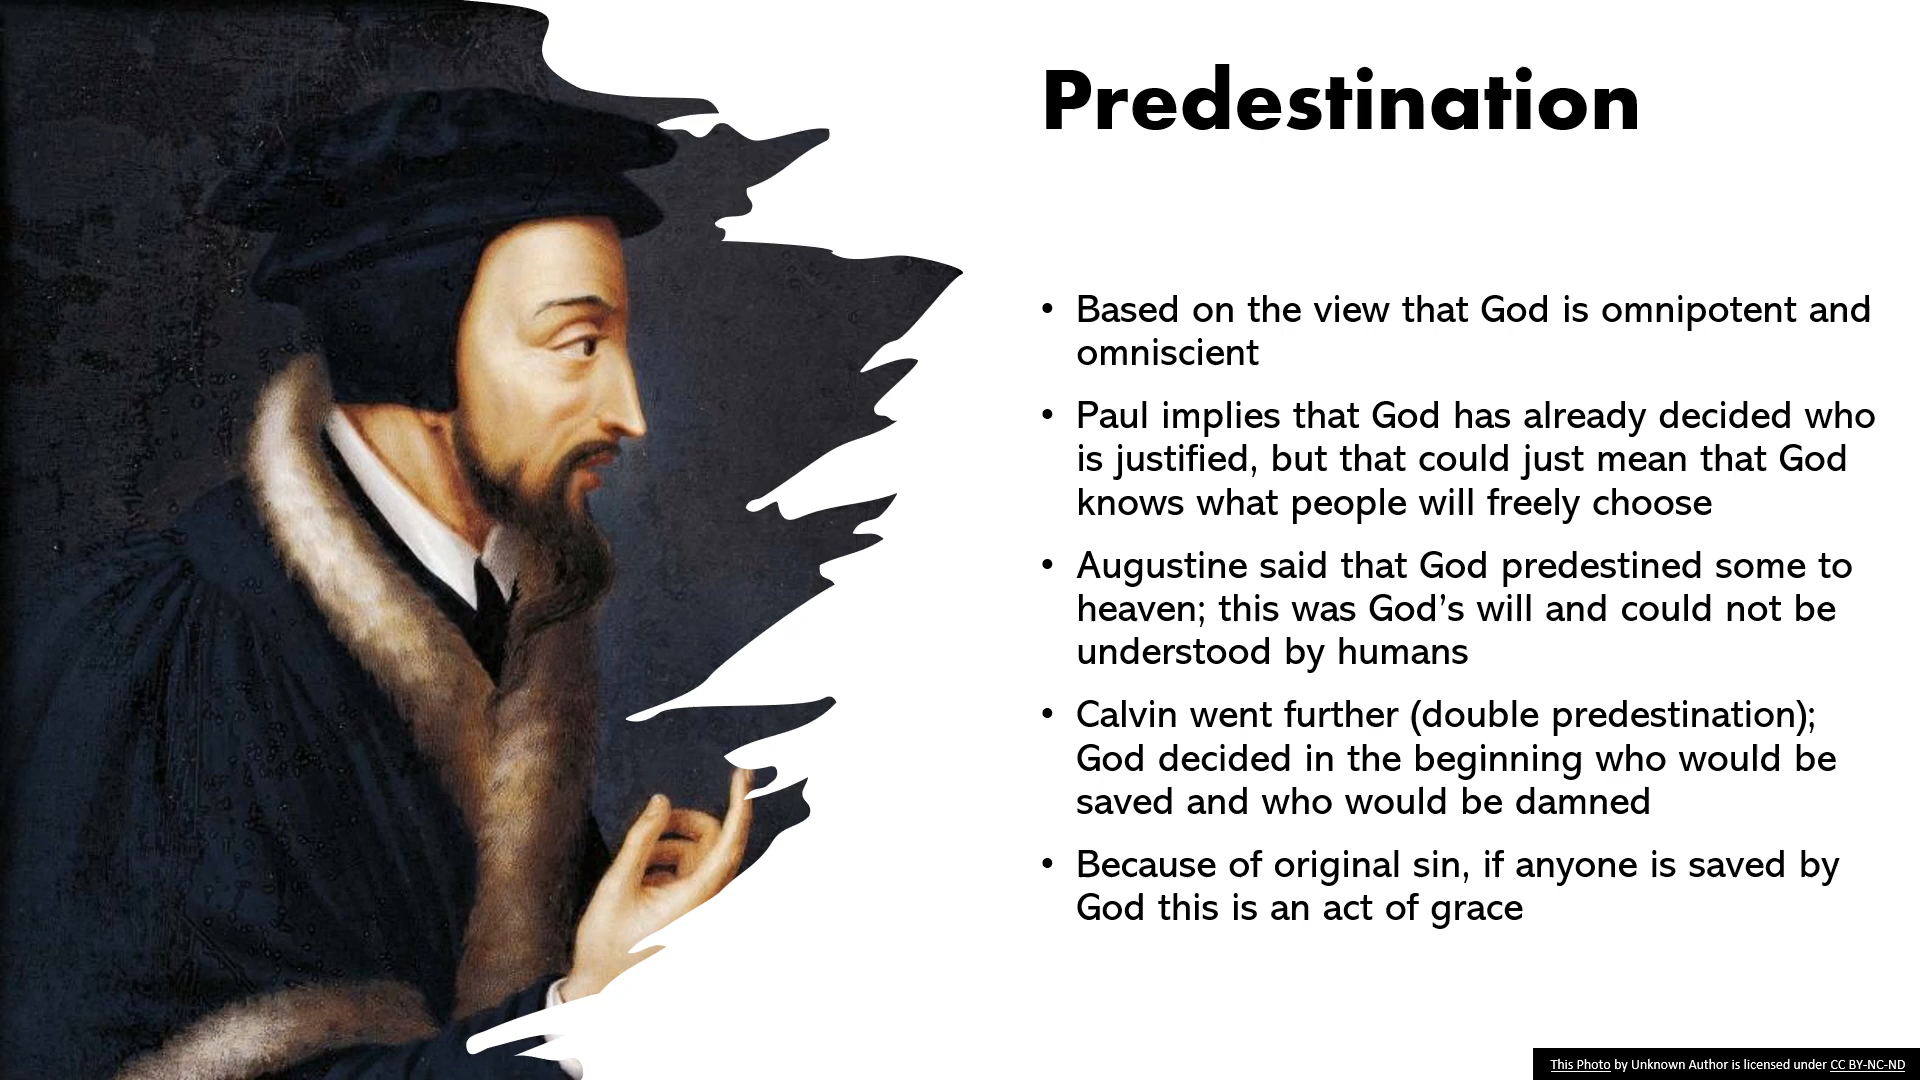 Predestination
• Based on the view that God is omnipotent and
omniscient
• Paul implies that God has already decided who
is justified, but that could just mean that God
knows what people will freely choose
• Augustine said that God predestined some to
heaven; this was God’s will and could not be
understood by humans
• Calvin went further (double predestination);
God decided in the beginning who would be
saved and who would be damned
• Because of original sin, if anyone is saved by
God this is an act of grace
This Photo by Unknown Author is licensed under CC BY-NC-ND